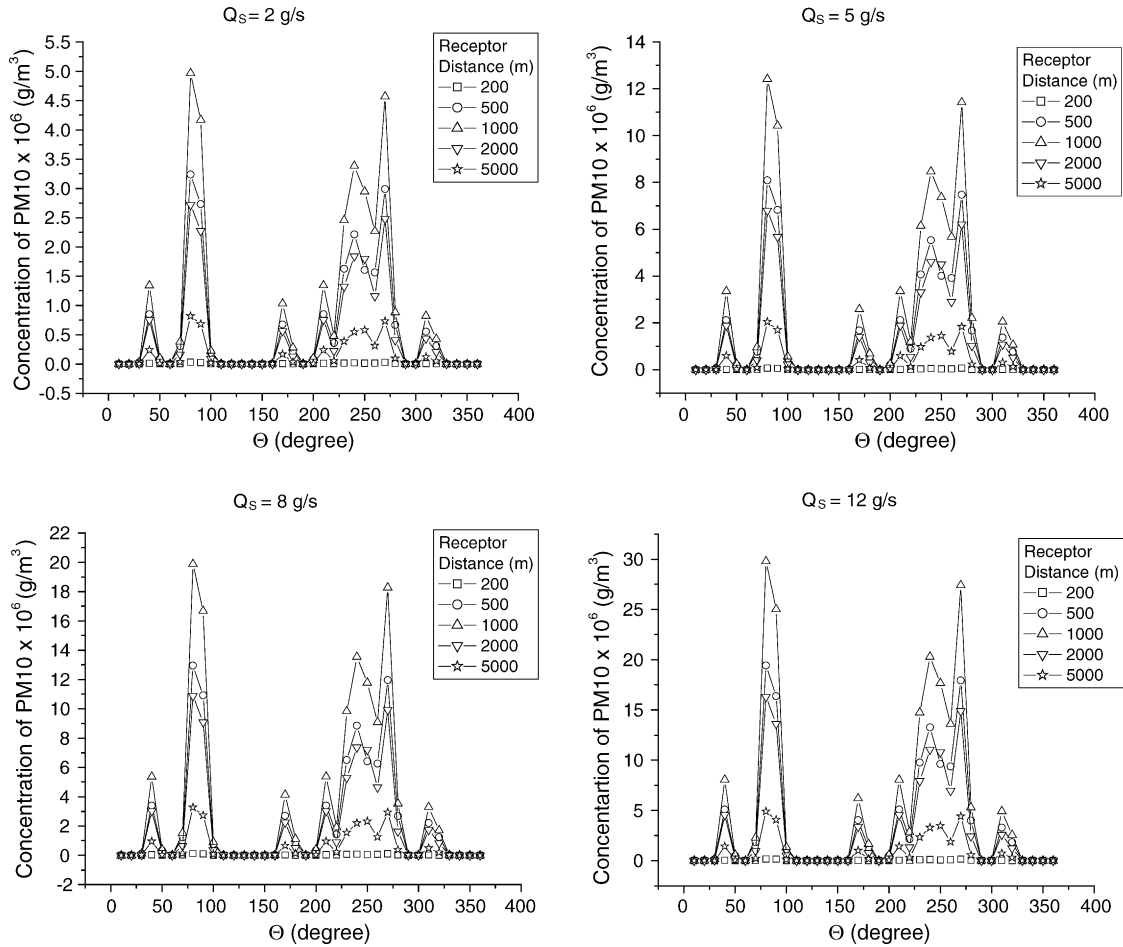 Q_S = 2 g/s
Concentration of PM10 x 10^6 (g/m^3)
5.5
5.0
4.5
4.0
3.5
3.0
2.5
2.0
1.5
1.0
0.5
0.0
-0.5
0 50 100 150 200 250 300 350 400
Θ (degree)
Receptor
Distance (m)
200
500
1000
2000
5000
Q_S = 5 g/s
Concentration of PM10 x 10^6 (g/m^3)
14
12
10
8
6
4
2
0
0 50 100 150 200 250 300 350 400
Θ (degree)
Receptor
Distance (m)
200
500
1000
2000
5000
Q_S = 8 g/s
Concentration of PM10 x 10^6 (g/m^3)
22
20
18
16
14
12
10
8
6
4
2
0
-2
0 50 100 150 200 250 300 350 400
Θ (degree)
Receptor
Distance (m)
200
500
1000
2000
5000
Q_S = 12 g/s
Concentartion of PM10 x 10^6 (g/m^3)
30
25
20
15
10
5
0
0 50 100 150 200 250 300 350 400
Θ (degree)
Receptor
Distance (m)
200
500
1000
2000
5000